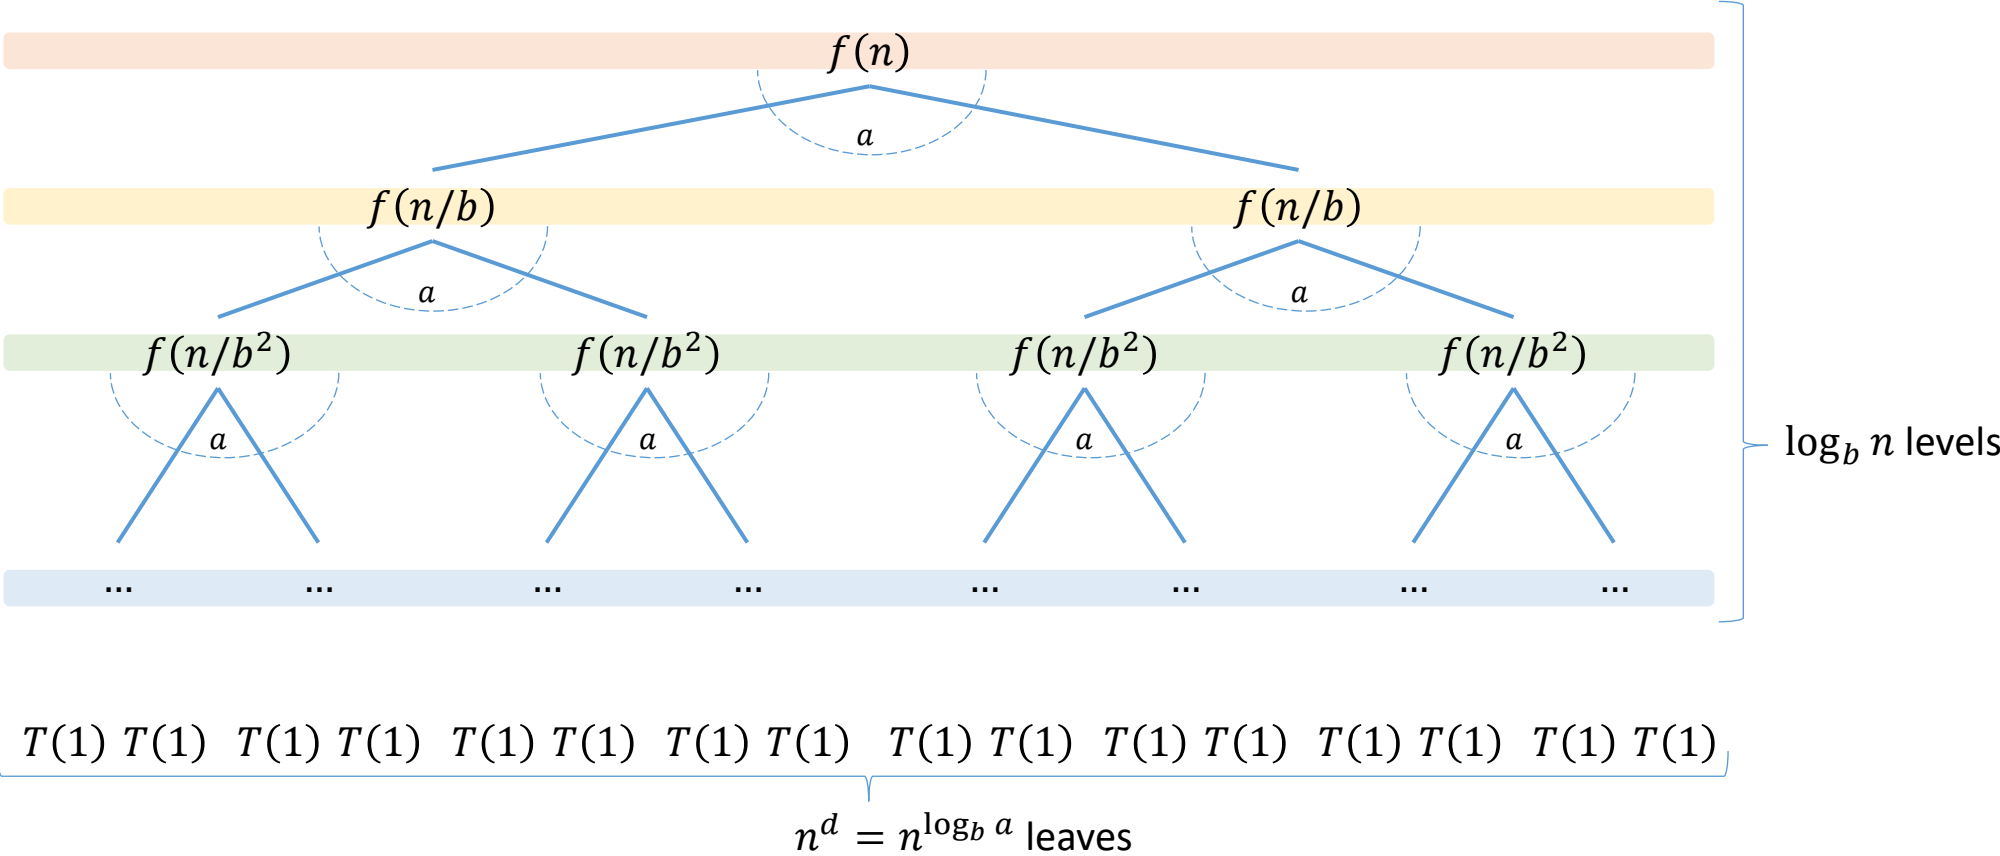 f(n)
a
f(n/b) f(n/b)
a a
f(n/b²) f(n/b²) f(n/b²) f(n/b²)
a a a a
log_b n levels
... ... ... ... ... ... ... ...
T(1) T(1) T(1) T(1) T(1) T(1) T(1) T(1) T(1) T(1) T(1) T(1) T(1) T(1) T(1) T(1)
n^d = n^{log_b a} leaves